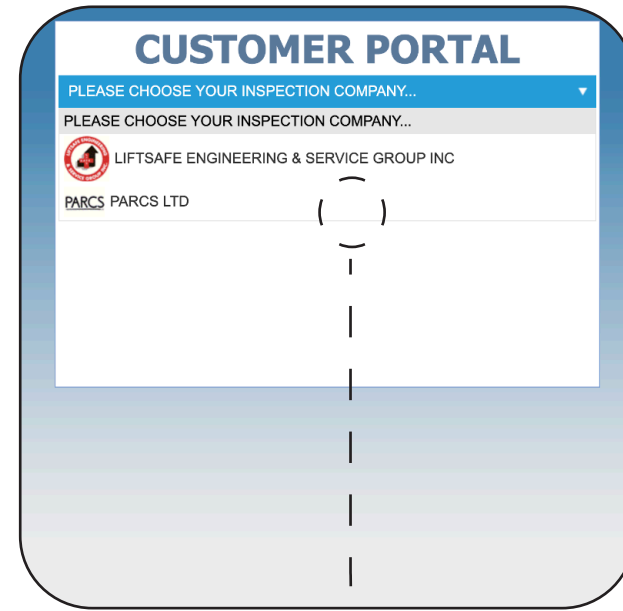 CUSTOMER PORTAL
PLEASE CHOOSE YOUR INSPECTION COMPANY...
PLEASE CHOOSE YOUR INSPECTION COMPANY...
LIFTSAFE ENGINEERING & SERVICE GROUP INC
PARCS PARCS LTD